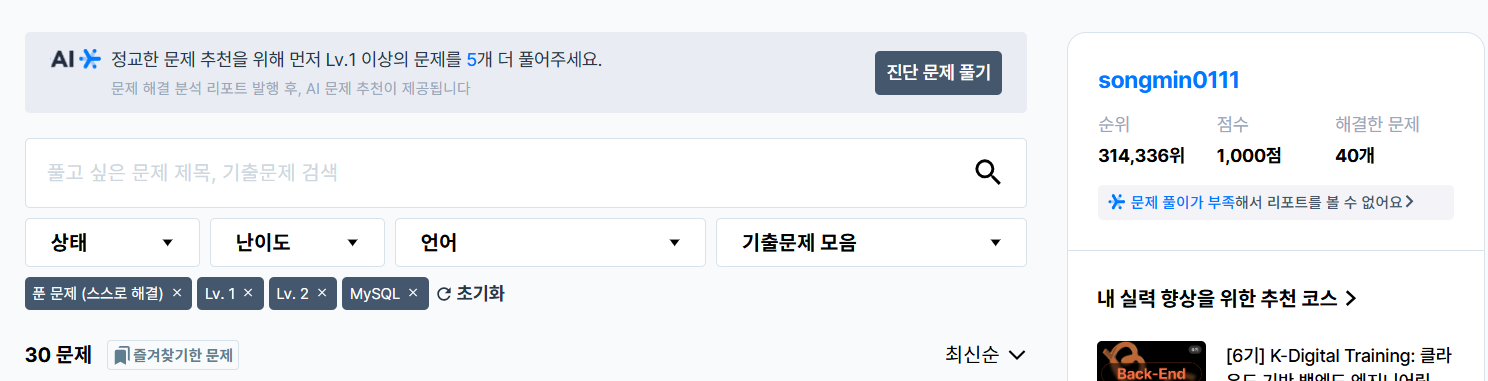 AI 정교한 문제 추천을 위해 먼저 Lv.1 이상의 문제를 5개 더 풀어주세요.
문제 해결 분석 리포트 발행 후, AI 문제 추천이 제공됩니다
진단 문제 풀기
풀고 싶은 문제 제목, 기출문제 검색
상태
난이도
언어
기출문제 모음
푼 문제 (스스로 해결) ×
Lv. 1 ×
Lv. 2 ×
MySQL ×
초기화
30 문제
즐겨찾기한 문제
최신순
songmin0111
순위 점수 해결한 문제
314,336위 1,000점 40개
문제 풀이가 부족해서 리포트를 볼 수 없어요
내 실력 향상을 위한 추천 코스
Back-End
[6기] K-Digital Training: 클라
우드 기반 백엔드 엔지니어링